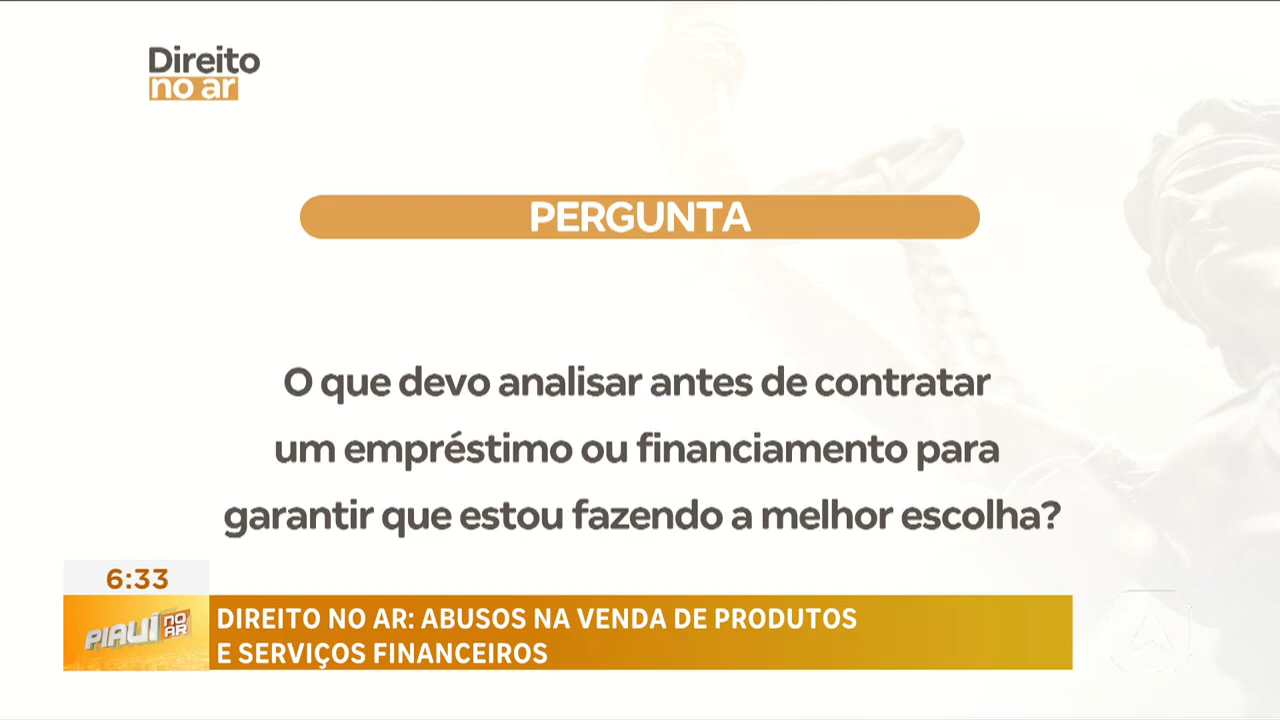 Direito
no ar
PERGUNTA
O que devo analisar antes de contratar
um empréstimo ou financiamento para
garantir que estou fazendo a melhor escolha?
6:33
PIAUÍ NO AR
DIREITO NO AR: ABUSOS NA VENDA DE PRODUTOS
E SERVIÇOS FINANCEIROS